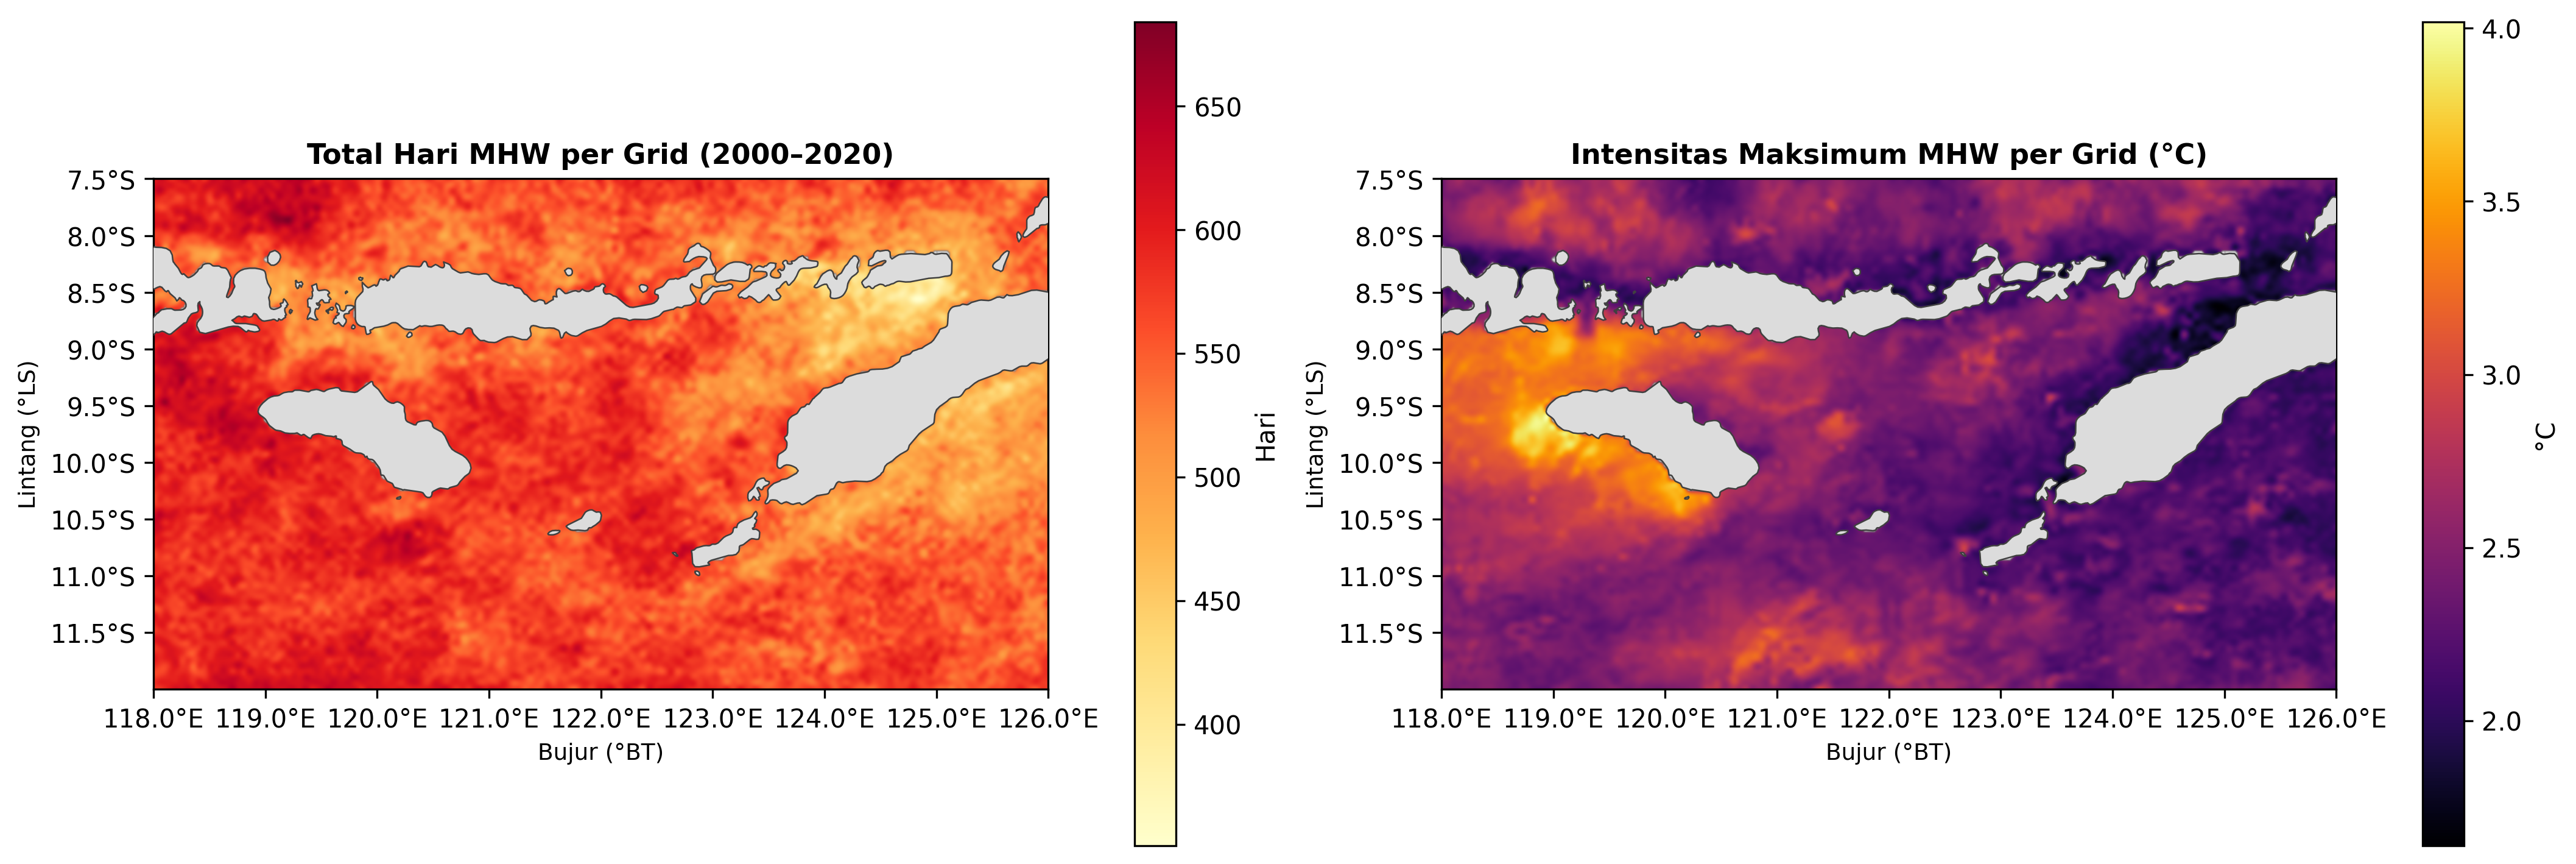 Total Hari MHW per Grid (2000–2020)
7.5°S
8.0°S
8.5°S
9.0°S
9.5°S
10.0°S
10.5°S
11.0°S
11.5°S
Lintang (°LS)
118.0°E 119.0°E 120.0°E 121.0°E 122.0°E 123.0°E 124.0°E 125.0°E 126.0°E
Bujur (°BT)
650
600
550
500
450
400
Hari
Intensitas Maksimum MHW per Grid (°C)
7.5°S
8.0°S
8.5°S
9.0°S
9.5°S
10.0°S
10.5°S
11.0°S
11.5°S
Lintang (°LS)
118.0°E 119.0°E 120.0°E 121.0°E 122.0°E 123.0°E 124.0°E 125.0°E 126.0°E
Bujur (°BT)
4.0
3.5
3.0
2.5
2.0
°C